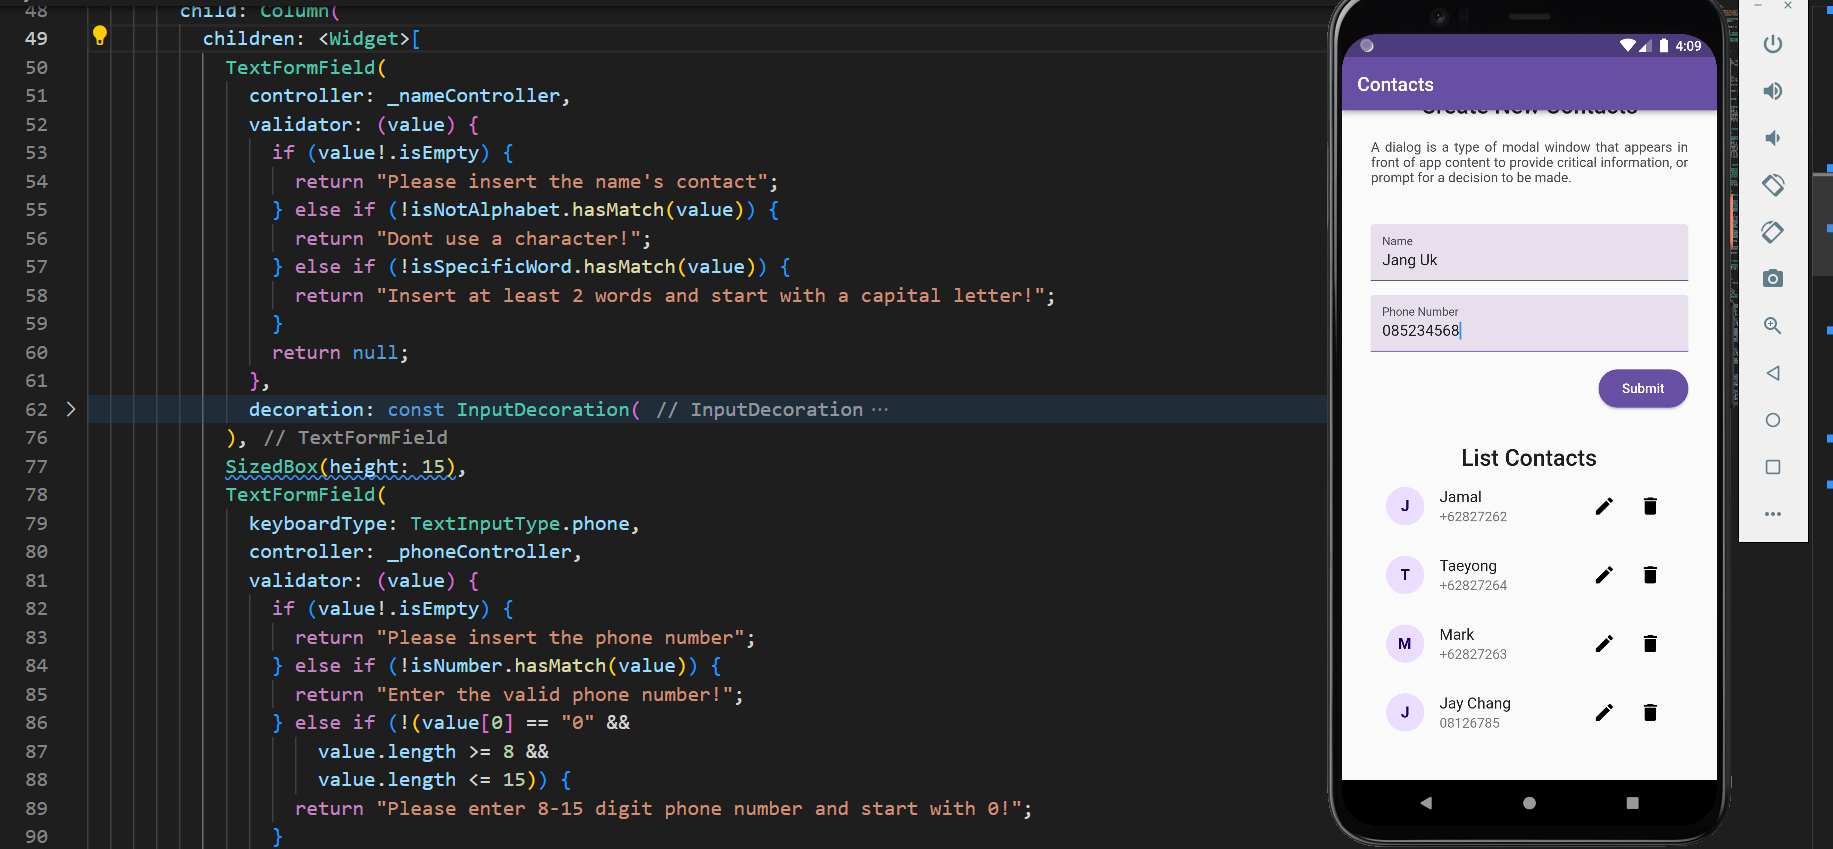 48 child: Column(
49 children: <Widget>[
50 TextFormField(
51 controller: _nameController,
52 validator: (value) {
53 if (value!.isEmpty) {
54 return "Please insert the name's contact";
55 } else if (!isNotAlphabet.hasMatch(value)) {
56 return "Dont use a character!";
57 } else if (!isSpecificWord.hasMatch(value)) {
58 return "Insert at least 2 words and start with a capital letter!";
59 }
60 return null;
61 },
62 decoration: const InputDecoration( // InputDecoration ...
76 ), // TextFormField
77 SizedBox(height: 15),
78 TextFormField(
79 keyboardType: TextInputType.phone,
80 controller: _phoneController,
81 validator: (value) {
82 if (value!.isEmpty) {
83 return "Please insert the phone number";
84 } else if (!isNumber.hasMatch(value)) {
85 return "Enter the valid phone number!";
86 } else if (!(value[0] == "0" &&
87 value.length >= 8 &&
88 value.length <= 15)) {
89 return "Please enter 8-15 digit phone number and start with 0!";
90 }
4:09
Contacts
Create New Contacts
A dialog is a type of modal window that appears in
front of app content to provide critical information, or
prompt for a decision to be made.
Name
Jang Uk
Phone Number
085234568
Submit
List Contacts
J
Jamal
+62827262
T
Taeyong
+62827264
M
Mark
+62827263
J
Jay Chang
08126785